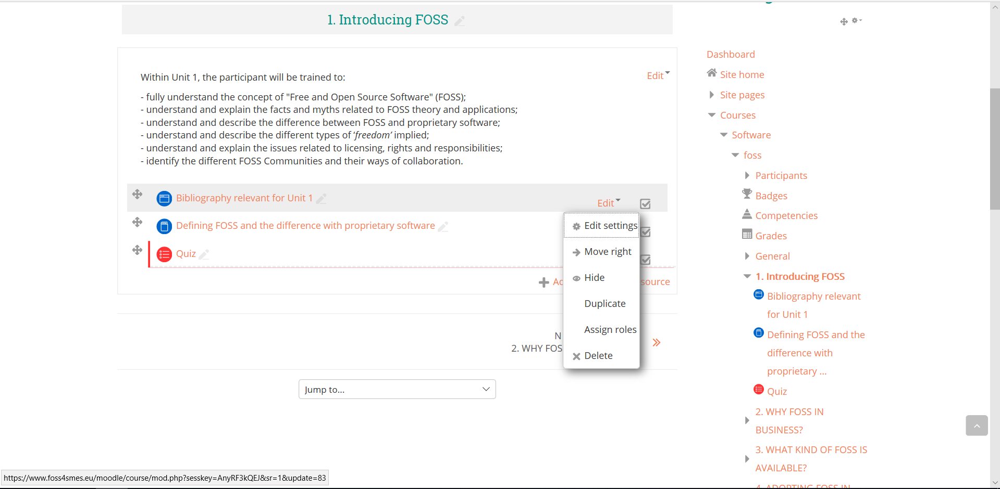 1. Introducing FOSS
Within Unit 1, the participant will be trained to:
Edit
- fully understand the concept of "Free and Open Source Software" (FOSS);
- understand and explain the facts and myths related to FOSS theory and applications;
- understand and describe the difference between FOSS and proprietary software;
- understand and describe the different types of ‘freedom’ implied;
- understand and explain the issues related to licensing, rights and responsibilities;
- identify the different FOSS Communities and their ways of collaboration.
Bibliography relevant for Unit 1
Edit
Defining FOSS and the difference with proprietary software
Quiz
Edit settings
Move right
Hide
Duplicate
Assign roles
Delete
2. WHY FOS
Jump to...
Dashboard
Site home
Site pages
Courses
Software
foss
Participants
Badges
Competencies
Grades
General
1. Introducing FOSS
Bibliography relevant
for Unit 1
Defining FOSS and the
difference with
proprietary ...
Quiz
2. WHY FOSS IN
BUSINESS?
3. WHAT KIND OF FOSS IS
AVAILABLE?
4. ADOPTING FOSS IN
https://www.foss4smes.eu/moodle/course/mod.php?sesskey=AnyRF3kQEJ&sr=1&update=83